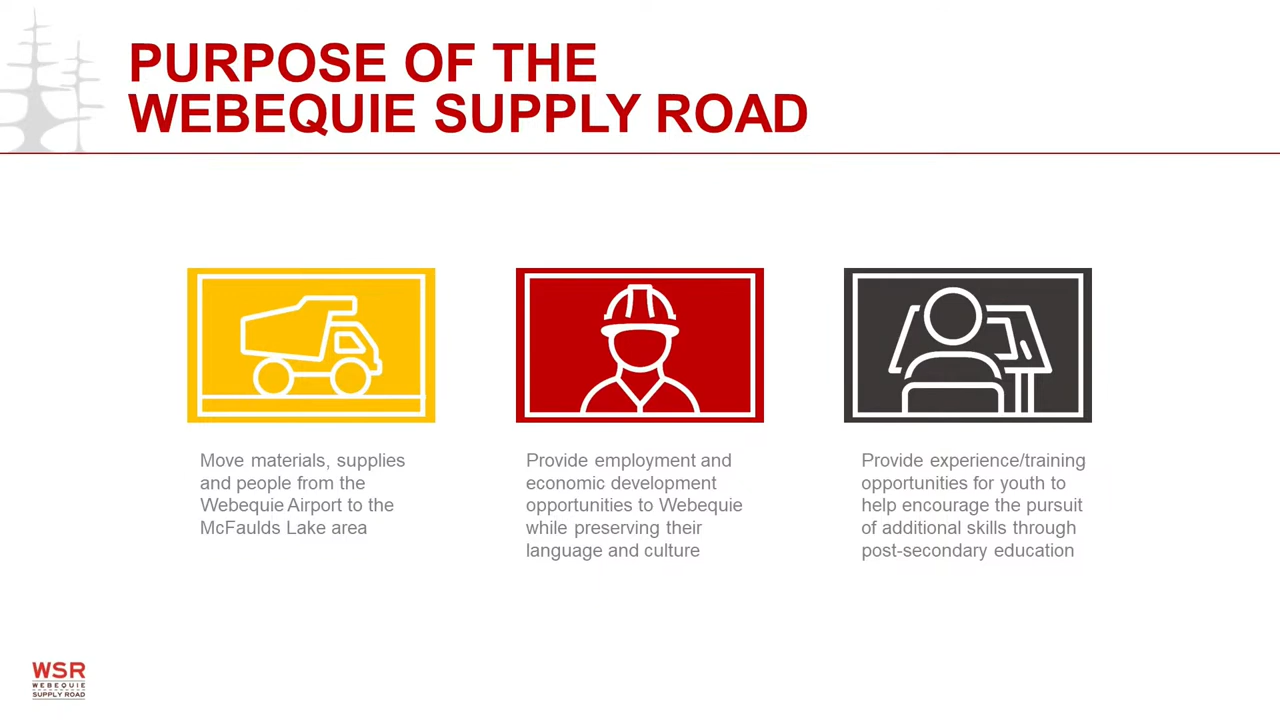 PURPOSE OF THE
WEBEQUIE SUPPLY ROAD
Move materials, supplies
and people from the
Webequie Airport to the
McFaulds Lake area
Provide employment and
economic development
opportunities to Webequie
while preserving their
language and culture
Provide experience/training
opportunities for youth to
help encourage the pursuit
of additional skills through
post-secondary education
WSR
WEBEQUIE
SUPPLY ROAD